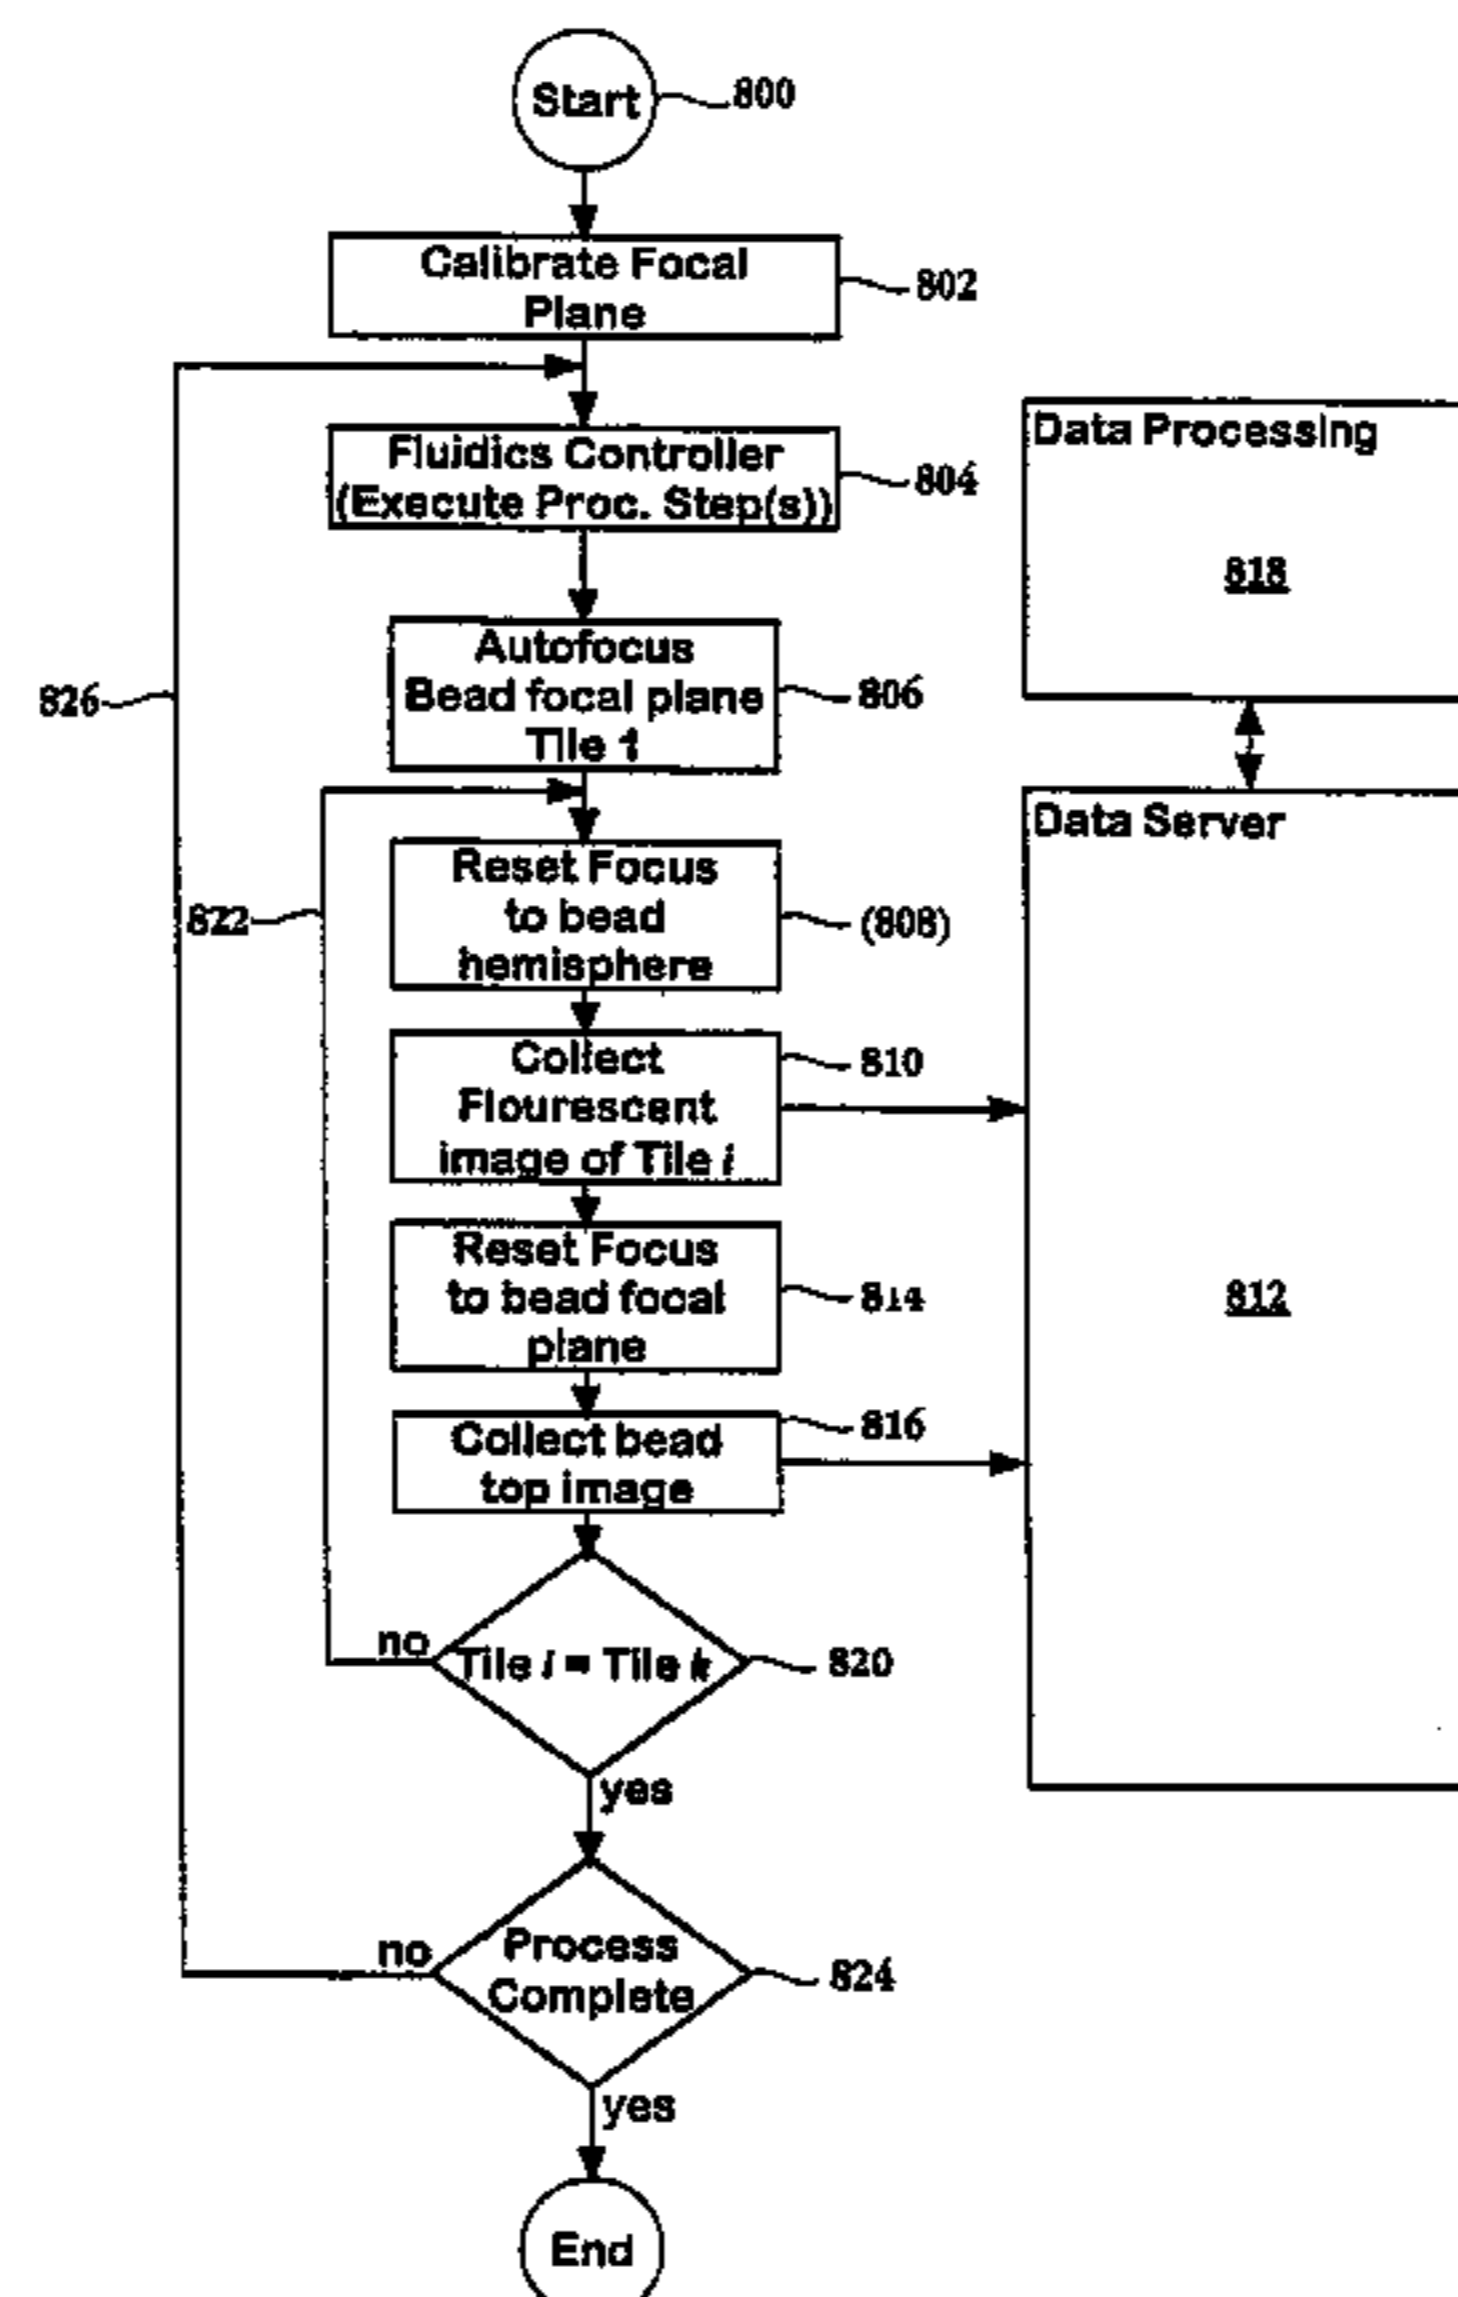 Start
800
Calibrate Focal
Plane
802
Fluidics Controller
(Execute Proc. Step(s))
804
Data Processing
818
Autofocus
Bead focal plane
Tile 1
806
826
Data Server
812
Reset Focus
to bead
hemisphere
(808)
822
Collect
Flourescent
image of Tile i
810
Reset Focus
to bead focal
plane
814
Collect bead
top image
816
Tile i = Tile k
820
no
yes
Process
Complete
824
no
yes
End